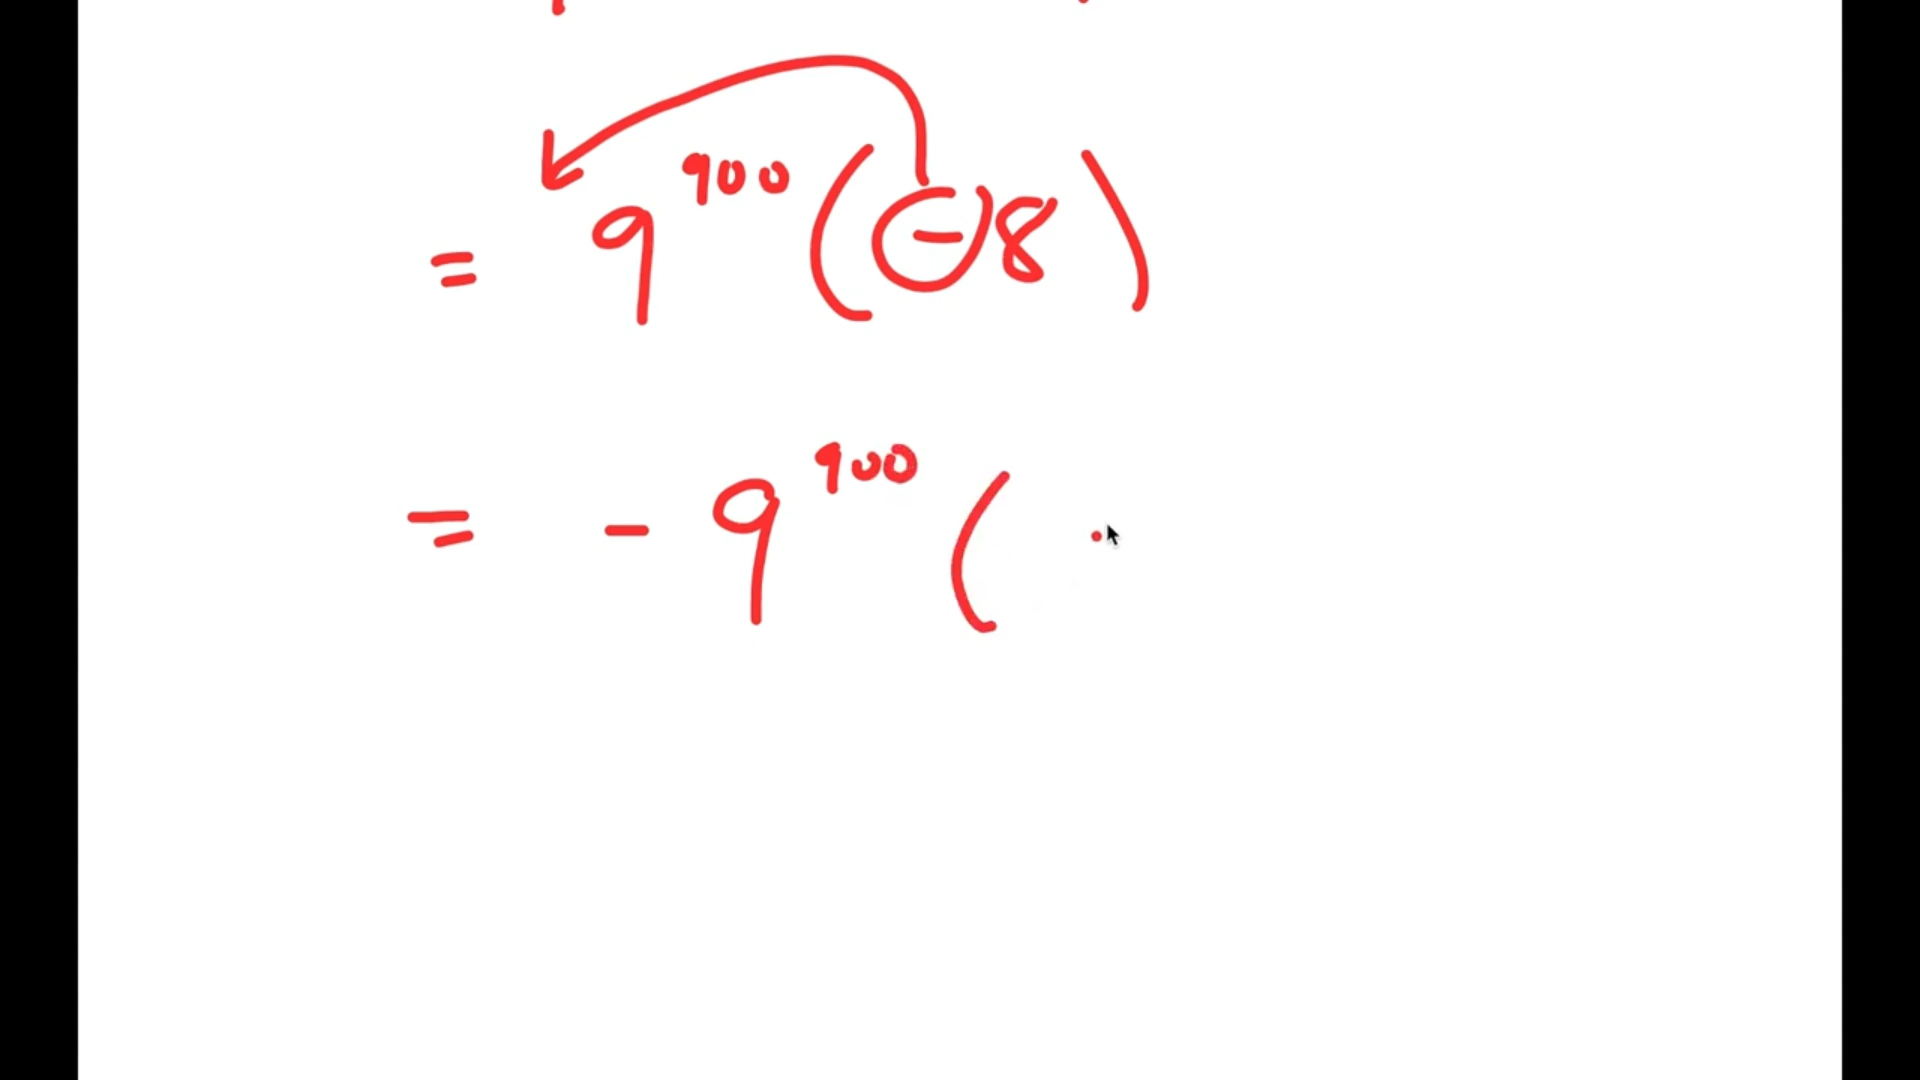 = 9^900 (-8)
= - 9^900 (